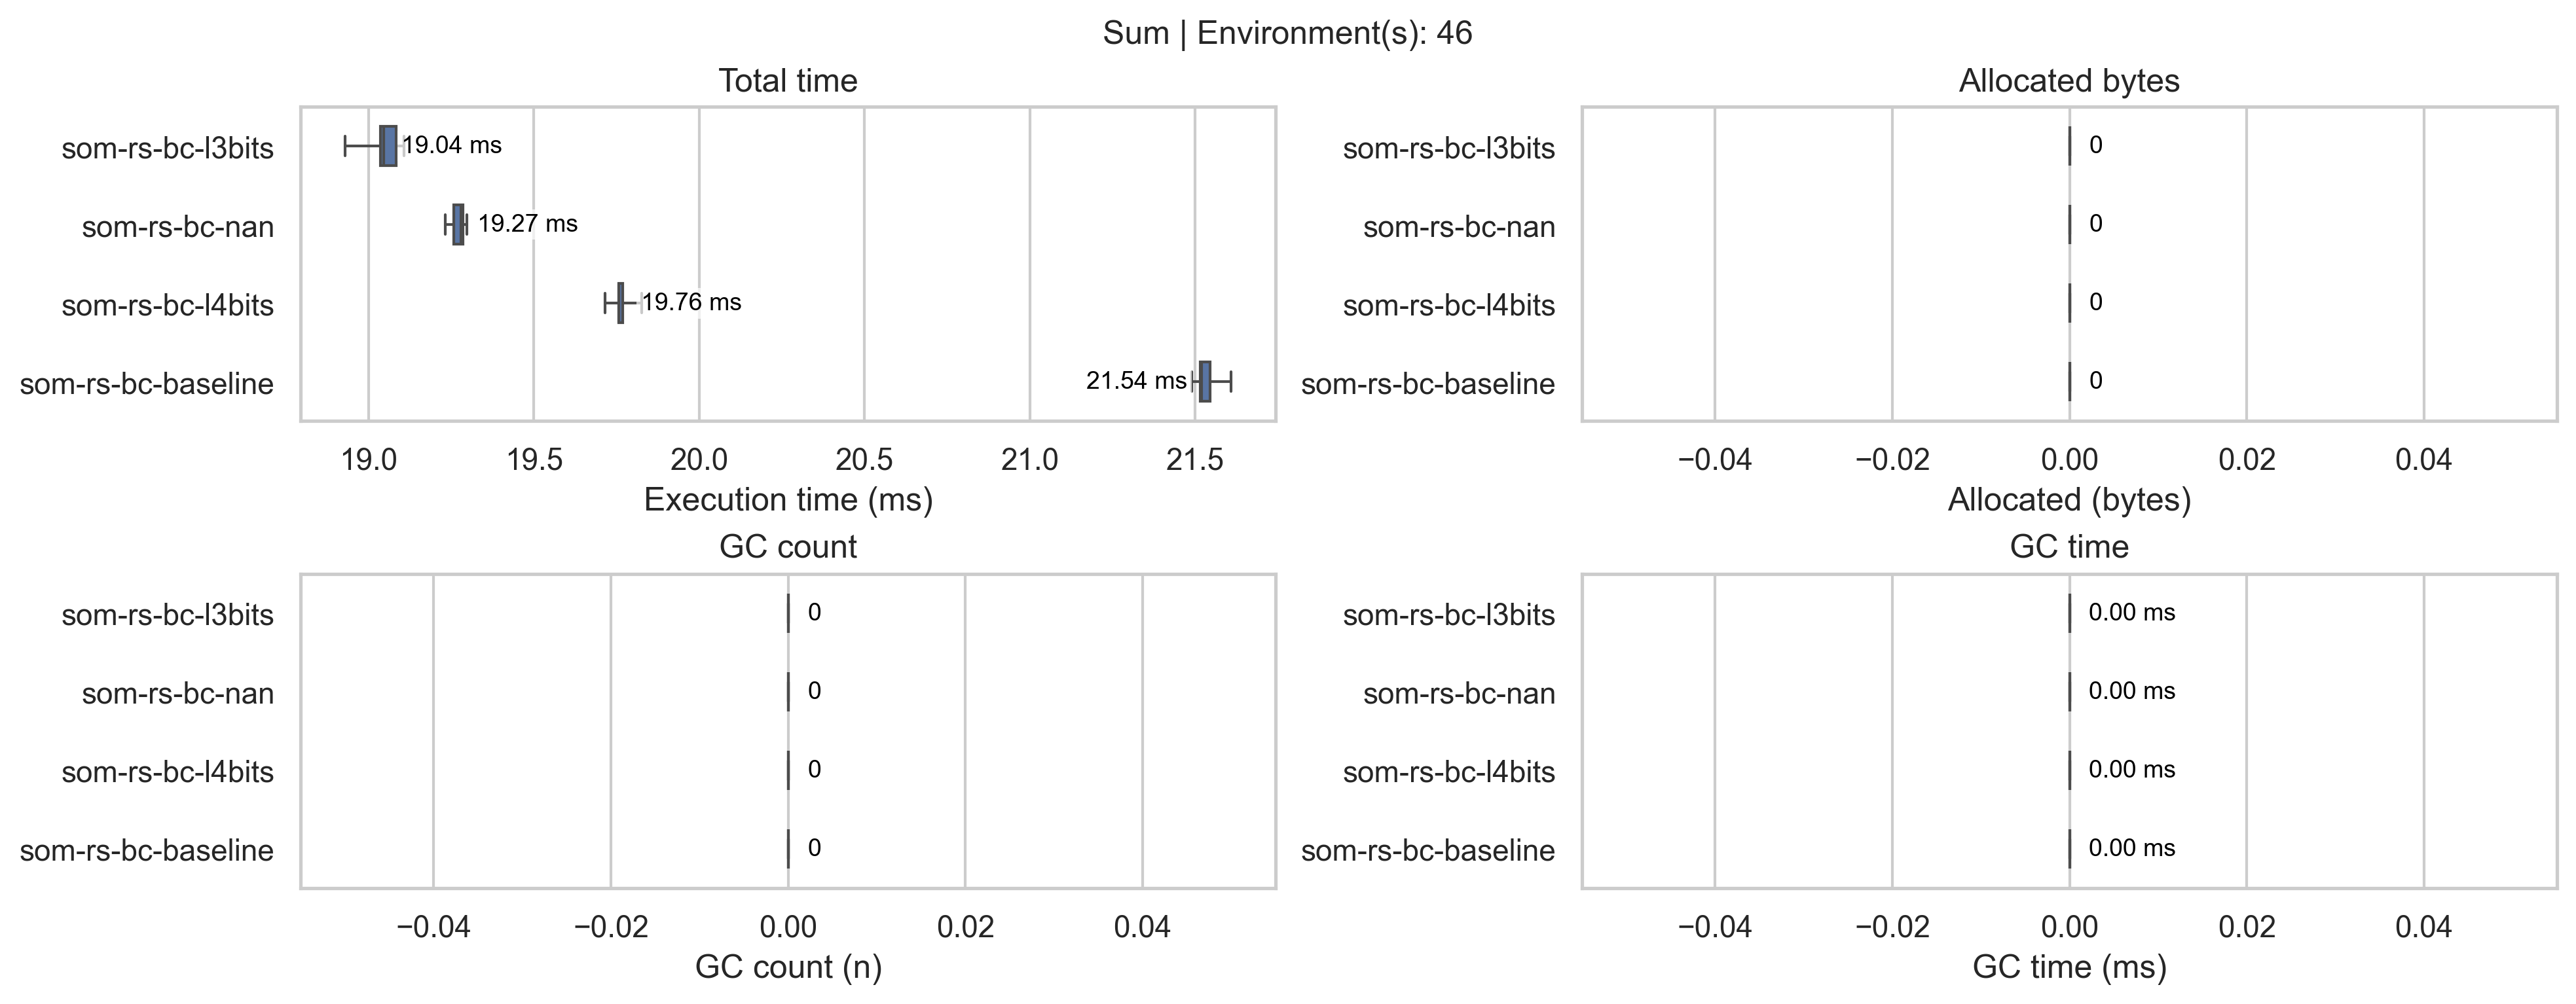 Sum | Environment(s): 46
Total time
som-rs-bc-l3bits
19.04 ms
som-rs-bc-nan
19.27 ms
som-rs-bc-l4bits
19.76 ms
som-rs-bc-baseline
21.54 ms
19.0 19.5 20.0 20.5 21.0 21.5
Execution time (ms)
Allocated bytes
som-rs-bc-l3bits
0
som-rs-bc-nan
0
som-rs-bc-l4bits
0
som-rs-bc-baseline
0
−0.04 −0.02 0.00 0.02 0.04
Allocated (bytes)
GC count
som-rs-bc-l3bits
0
som-rs-bc-nan
0
som-rs-bc-l4bits
0
som-rs-bc-baseline
0
−0.04 −0.02 0.00 0.02 0.04
GC count (n)
GC time
som-rs-bc-l3bits
0.00 ms
som-rs-bc-nan
0.00 ms
som-rs-bc-l4bits
0.00 ms
som-rs-bc-baseline
0.00 ms
−0.04 −0.02 0.00 0.02 0.04
GC time (ms)